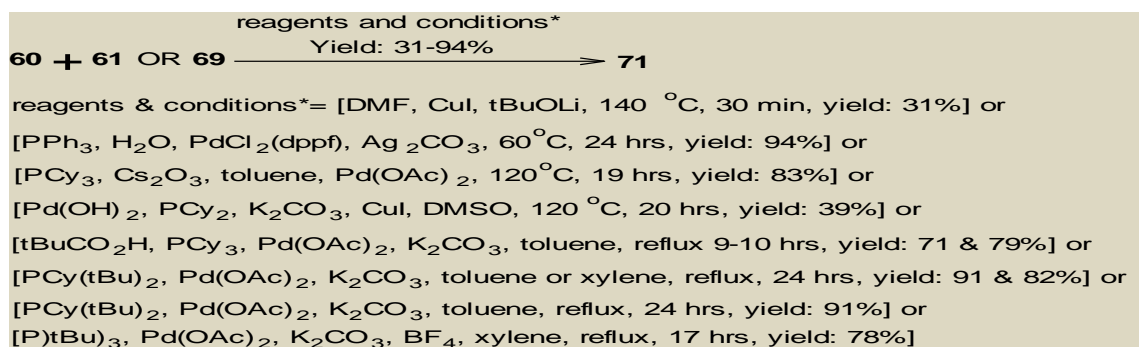 reagents and conditions*
Yield: 31-94%
60 + 61 OR 69 71
reagents & conditions*= [DMF, CuI, tBuOLi, 140 °C, 30 min, yield: 31%] or
[PPh3, H2O, PdCl2(dppf), Ag 2CO3, 60°C, 24 hrs, yield: 94%] or
[PCy3, Cs2O3, toluene, Pd(OAc) 2, 120°C, 19 hrs, yield: 83%] or
[Pd(OH) 2, PCy2, K2CO3, CuI, DMSO, 120 °C, 20 hrs, yield: 39%] or
[tBuCO2H, PCy3, Pd(OAc)2, K2CO3, toluene, reflux 9-10 hrs, yield: 71 & 79%] or
[PCy(tBu)2, Pd(OAc)2, K2CO3, toluene or xylene, reflux, 24 hrs, yield: 91 & 82%] or
[PCy(tBu)2, Pd(OAc)2, K2CO3, toluene, reflux, 24 hrs, yield: 91%] or
[P)tBu)3, Pd(OAc)2, K2CO3, BF4, xylene, reflux, 17 hrs, yield: 78%]